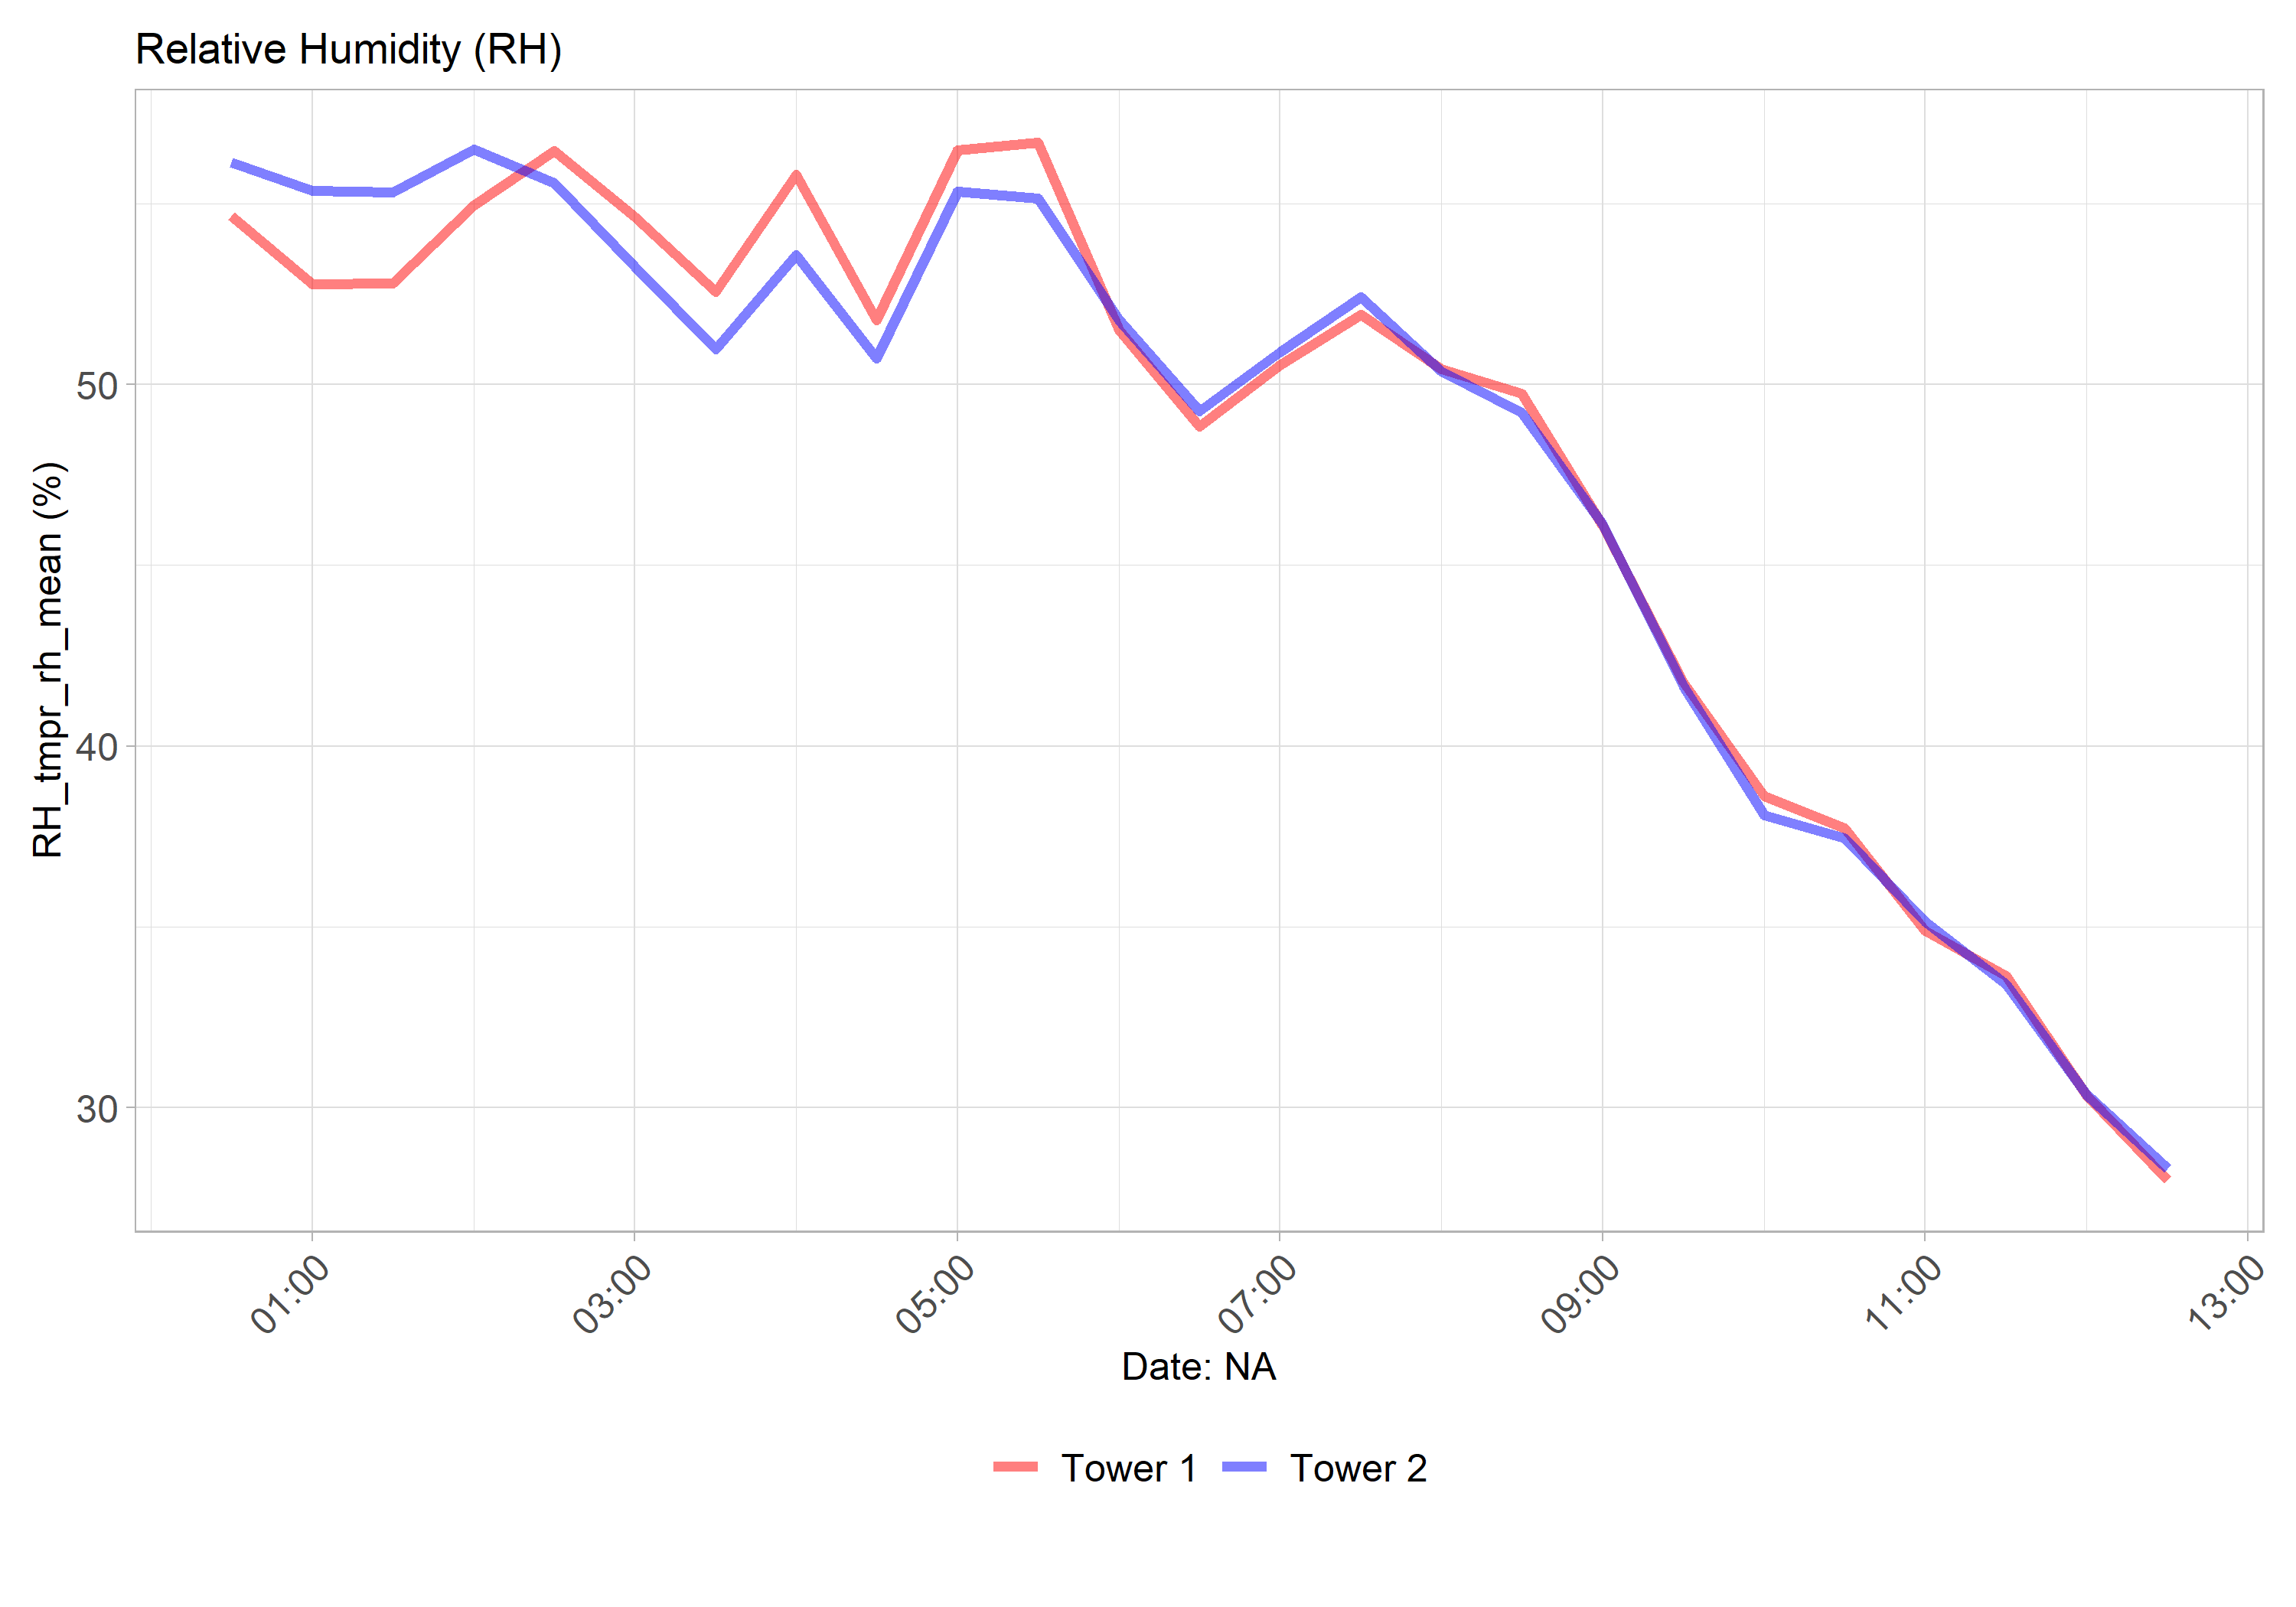 Relative Humidity (RH)
RH_tmpr_rh_mean (%)
50
40
30
01:00
03:00
05:00
07:00
09:00
11:00
13:00
Date: NA
Tower 1
Tower 2